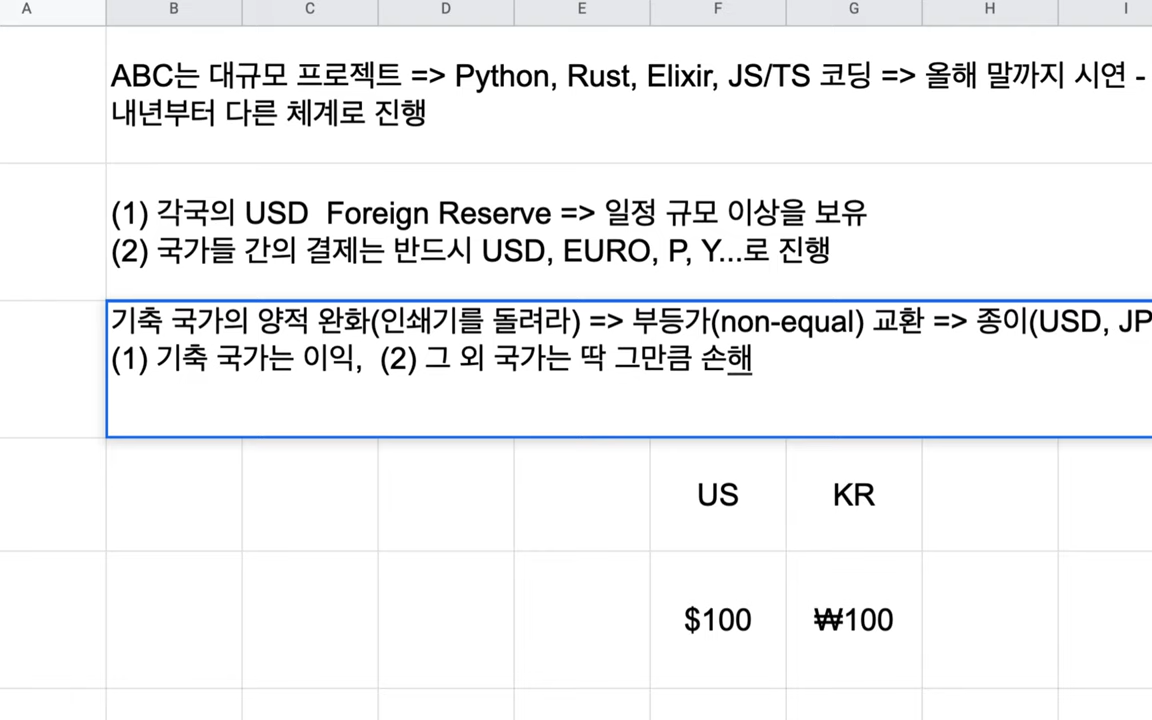 A B C D E F G H I
ABC는 대규모 프로젝트 => Python, Rust, Elixir, JS/TS 코딩 => 올해 말까지 시연 -
내년부터 다른 체계로 진행
(1) 각국의 USD  Foreign Reserve => 일정 규모 이상을 보유
(2) 국가들 간의 결제는 반드시 USD, EURO, P, Y...로 진행
기축 국가의 양적 완화(인쇄기를 돌려라) => 부등가(non-equal) 교환 => 종이(USD, JP
(1) 기축 국가는 이익,  (2) 그 외 국가는 딱 그만큼 손해
US KR
$100 ₩100